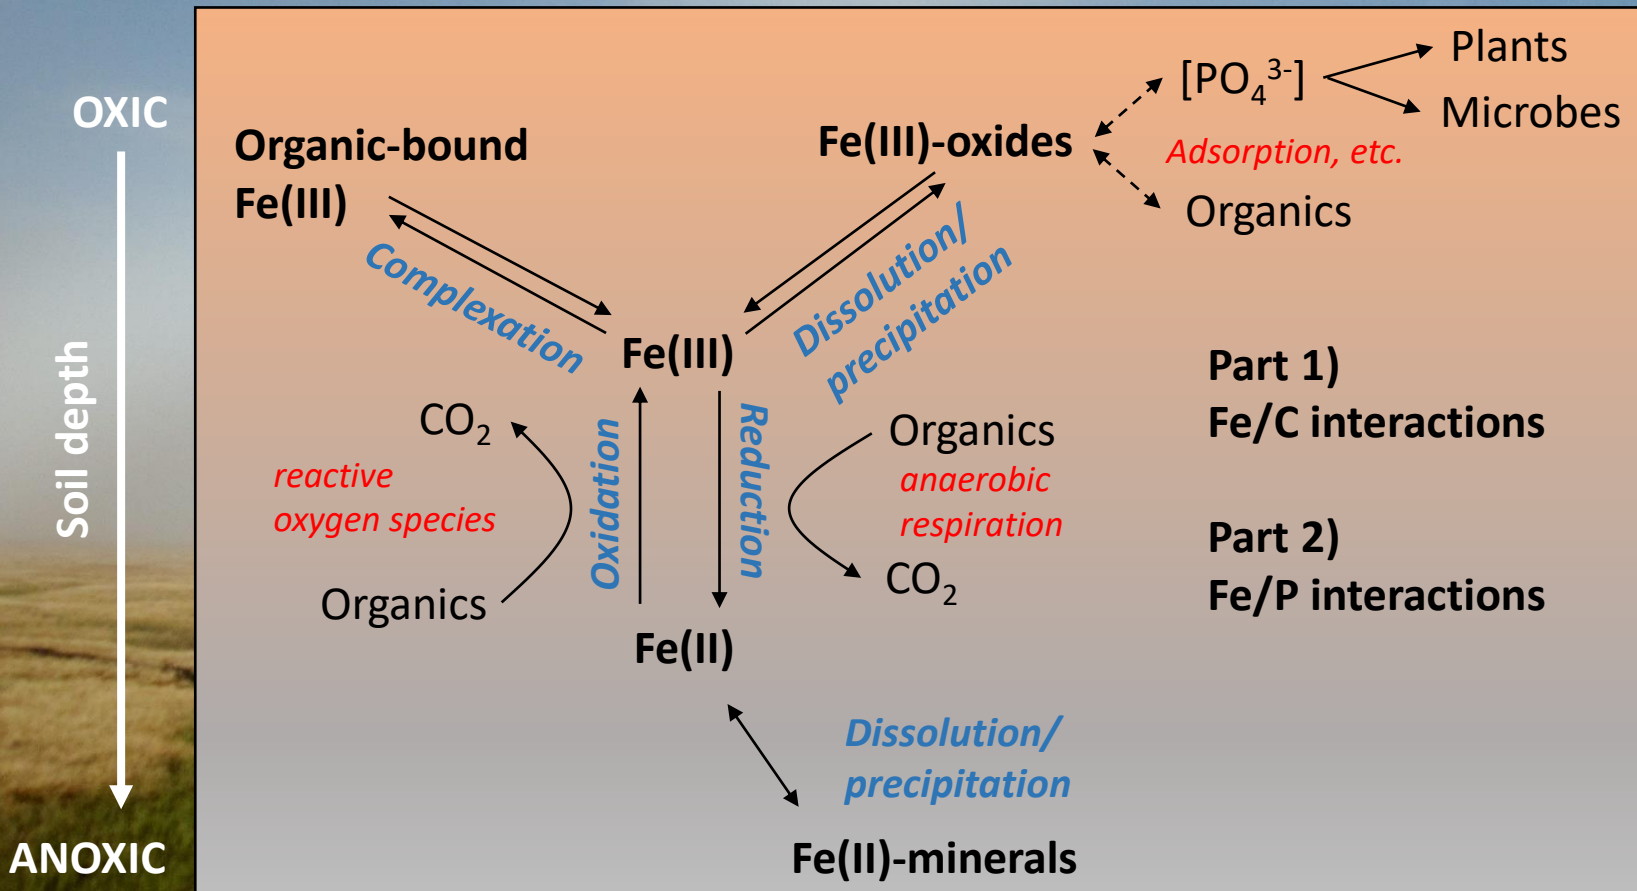 OXIC
Soil depth
ANOXIC
Organic-bound
Fe(III)
Complexation
Fe(III)-oxides
[PO₄³⁻]
Plants
Microbes
Adsorption, etc.
Organics
Dissolution/
precipitation
Fe(III)
CO₂
reactive
oxygen species
Organics
Oxidation
Reduction
Organics
anaerobic
respiration
CO₂
Fe(II)
Dissolution/
precipitation
Fe(II)-minerals
Part 1)
Fe/C interactions
Part 2)
Fe/P interactions